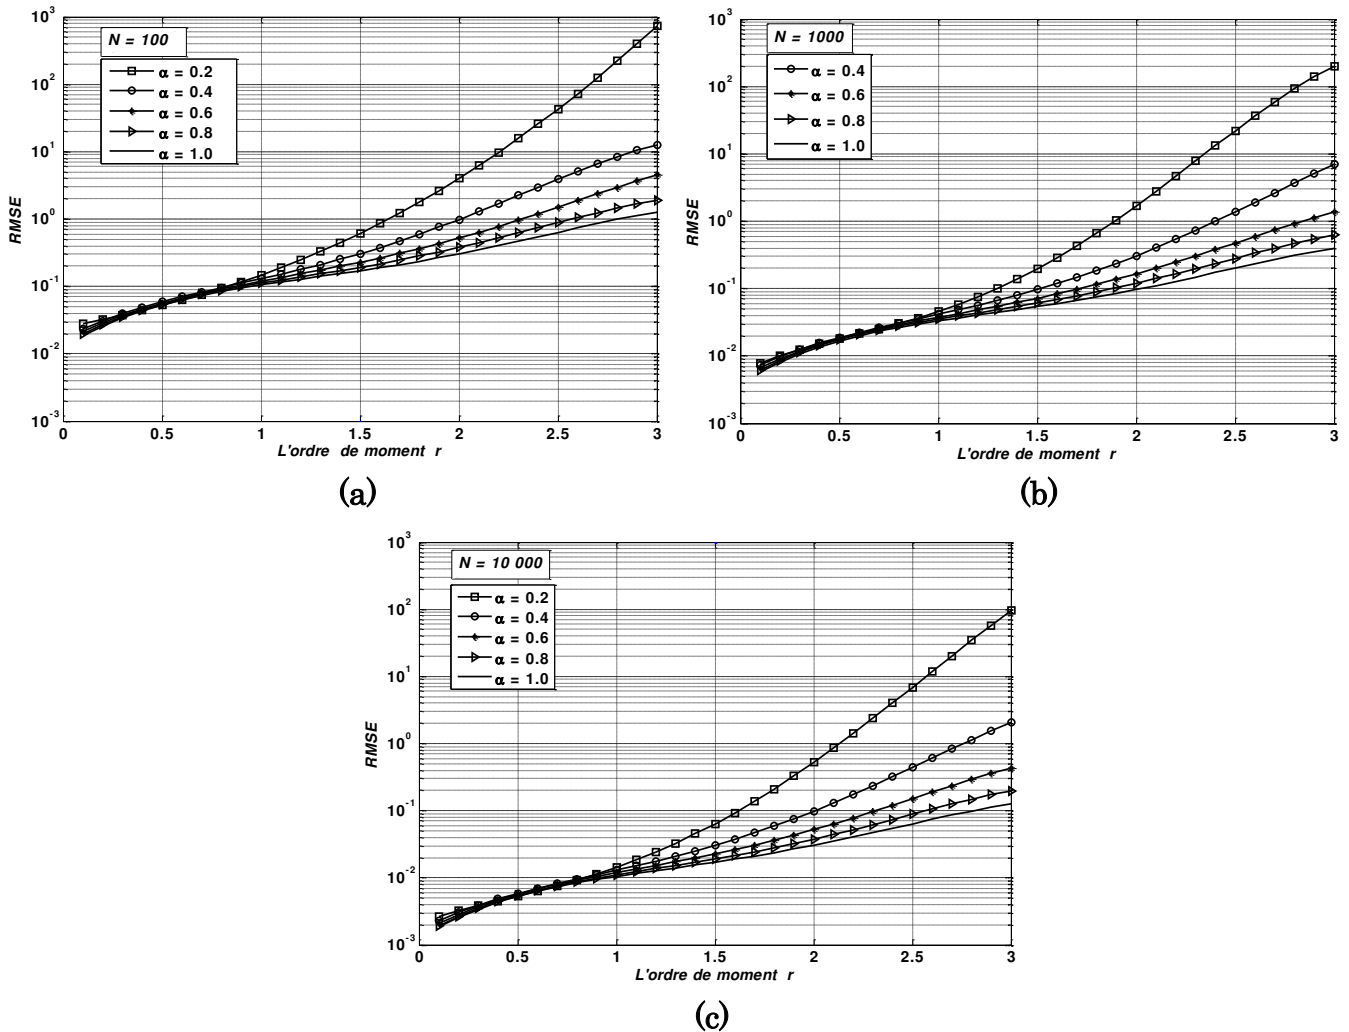 N = 100
α = 0.2
α = 0.4
α = 0.6
α = 0.8
α = 1.0
RMSE
10^3
10^2
10^1
10^0
10^-1
10^-2
10^-3
0 0.5 1 1.5 2 2.5 3
L'ordre de moment r
(a)
N = 1000
α = 0.4
α = 0.6
α = 0.8
α = 1.0
RMSE
10^3
10^2
10^1
10^0
10^-1
10^-2
10^-3
0 0.5 1 1.5 2 2.5 3
L'ordre de moment r
(b)
N = 10 000
α = 0.2
α = 0.4
α = 0.6
α = 0.8
α = 1.0
RMSE
10^3
10^2
10^1
10^0
10^-1
10^-2
10^-3
0 0.5 1 1.5 2 2.5 3
L'ordre de moment r
(c)